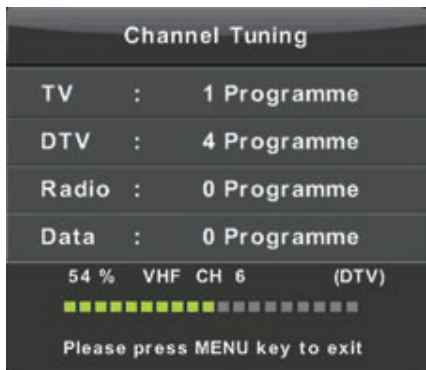 Channel Tuning
TV : 1 Programme
DTV : 4 Programme
Radio : 0 Programme
Data : 0 Programme
54 % VHF CH 6 (DTV)
Please press MENU key to exit